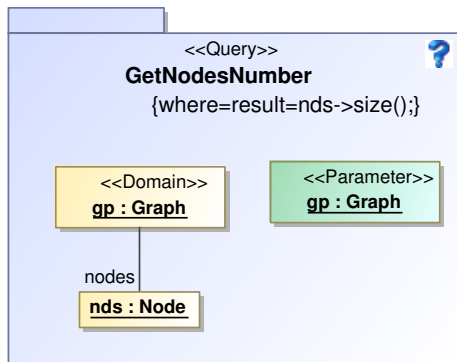 <<Query>>
GetNodesNumber
{where=result=nds->size();}
<<Domain>>
gp : Graph
<<Parameter>>
gp : Graph
nodes
nds : Node